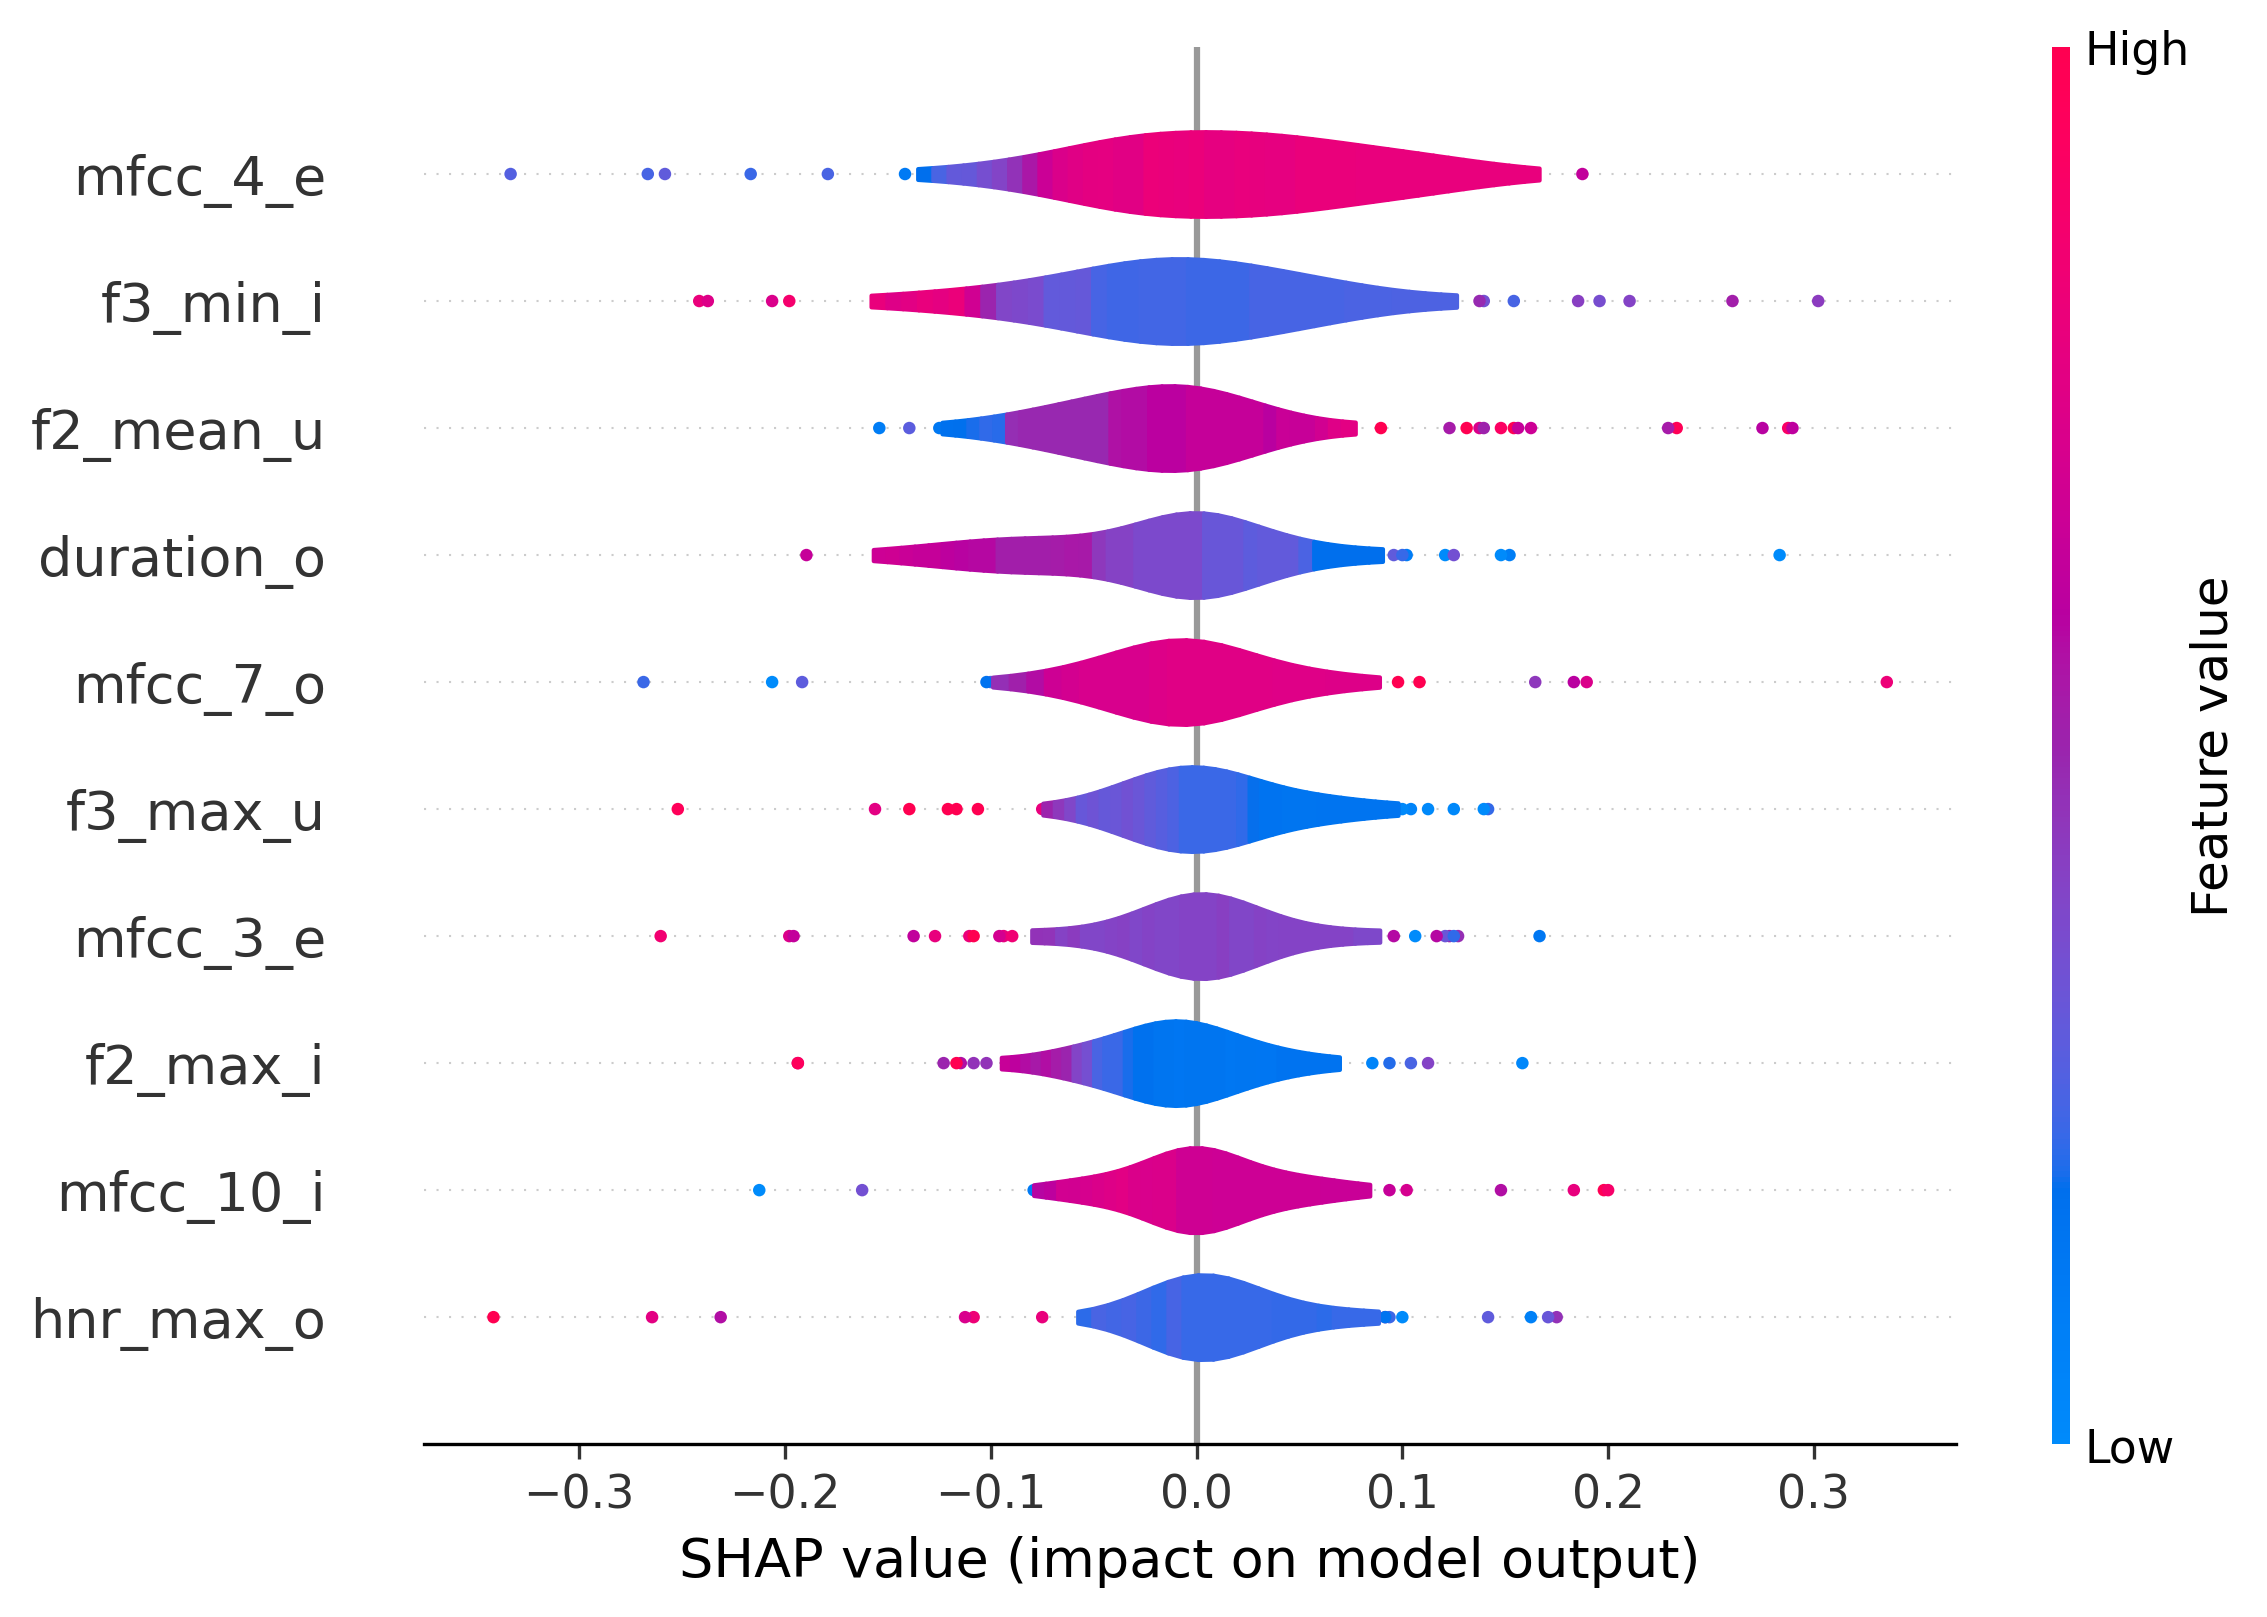 High
mfcc_4_e
f3_min_i
f2_mean_u
duration_o
mfcc_7_o
f3_max_u
mfcc_3_e
f2_max_i
mfcc_10_i
hnr_max_o
Feature value
Low
−0.3 −0.2 −0.1 0.0 0.1 0.2 0.3
SHAP value (impact on model output)